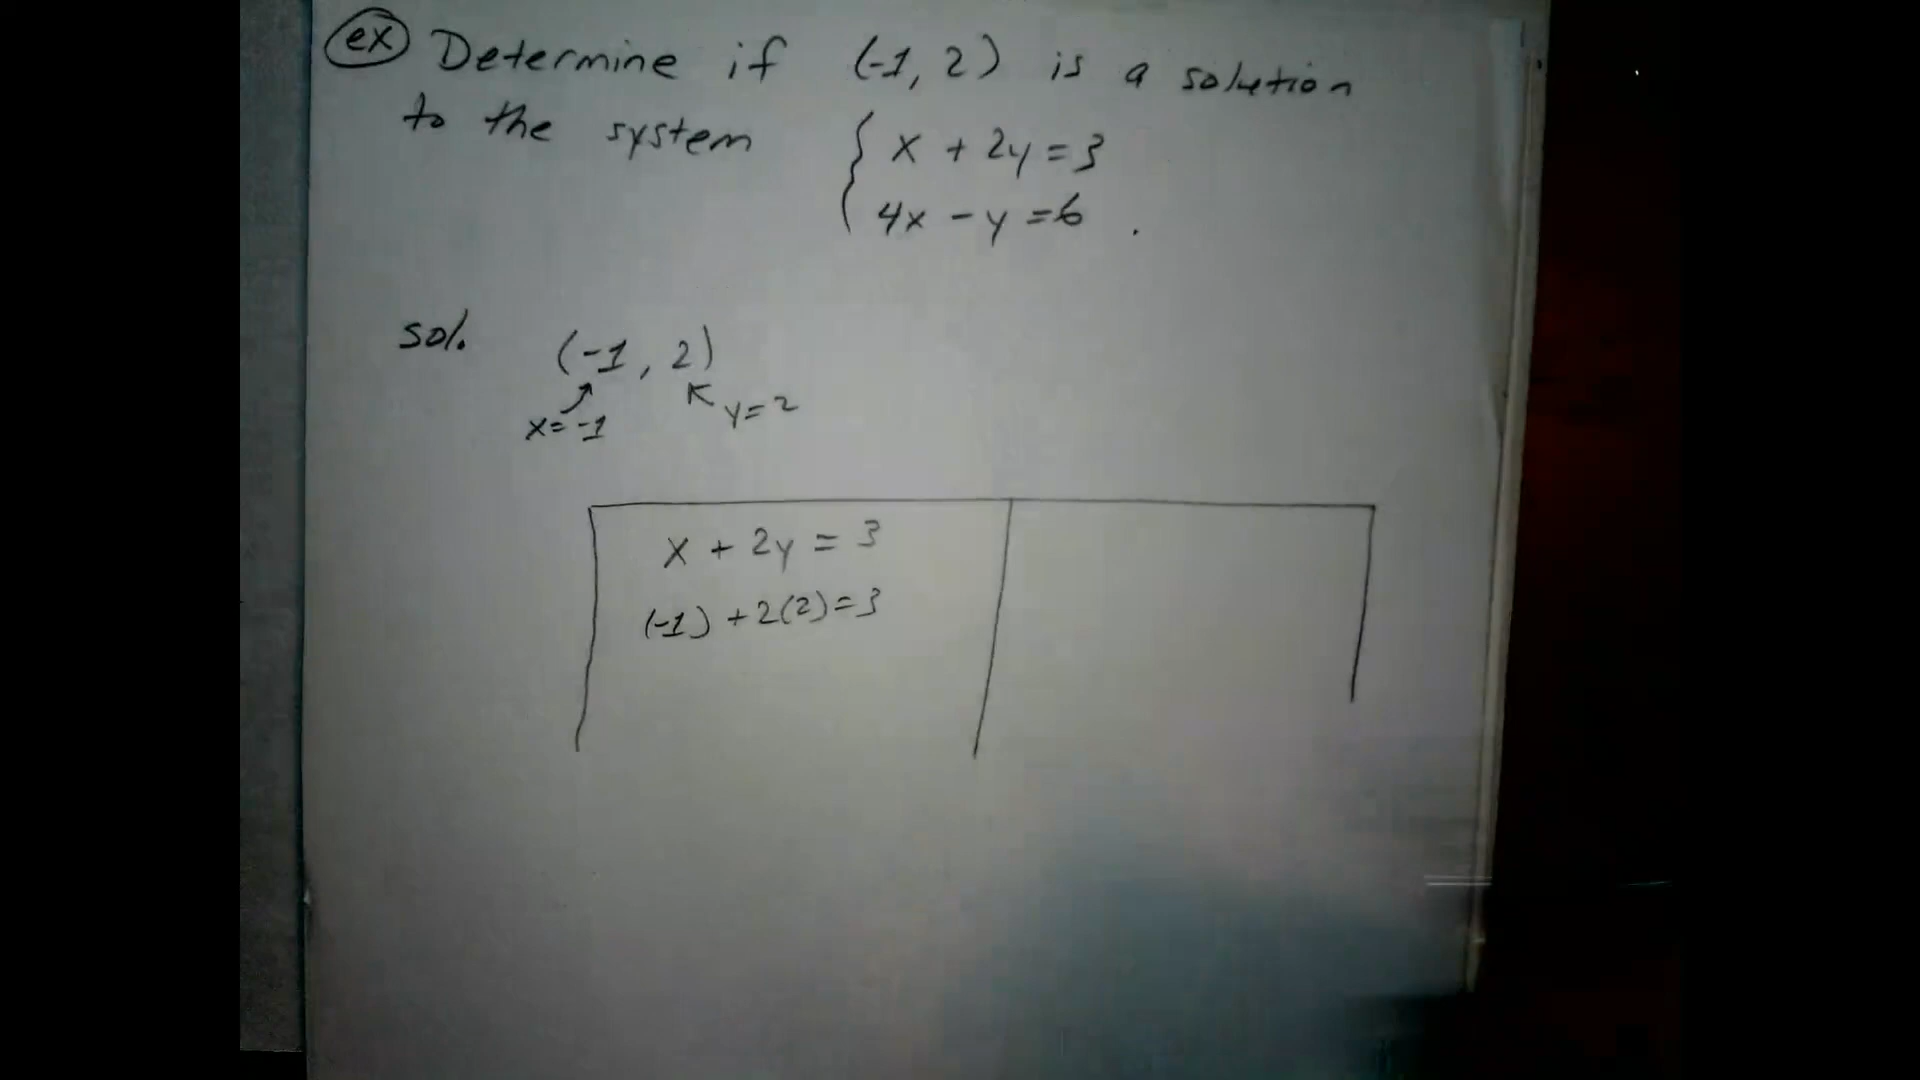 ex Determine if (-1, 2) is a solution
to the system { x + 2y = 3
4x - y = 6 .
sol. (-1, 2)
x = -1 y = 2
x + 2y = 3
(-1) + 2(2) = 3